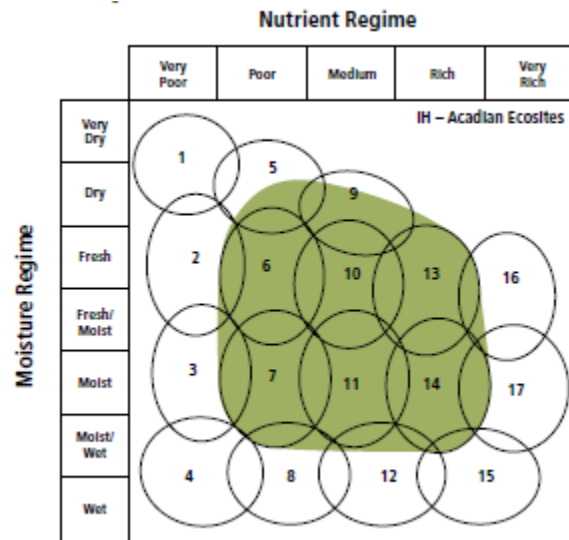 Nutrient Regime
Very
Poor
Poor
Medium
Rich
Very
Rich
IH – Acadian Ecosites
Moisture Regime
Very
Dry
Dry
Fresh
Fresh/
Moist
Moist
Moist/
Wet
Wet
1
5
9
2
6
10
13
16
3
7
11
14
17
4
8
12
15